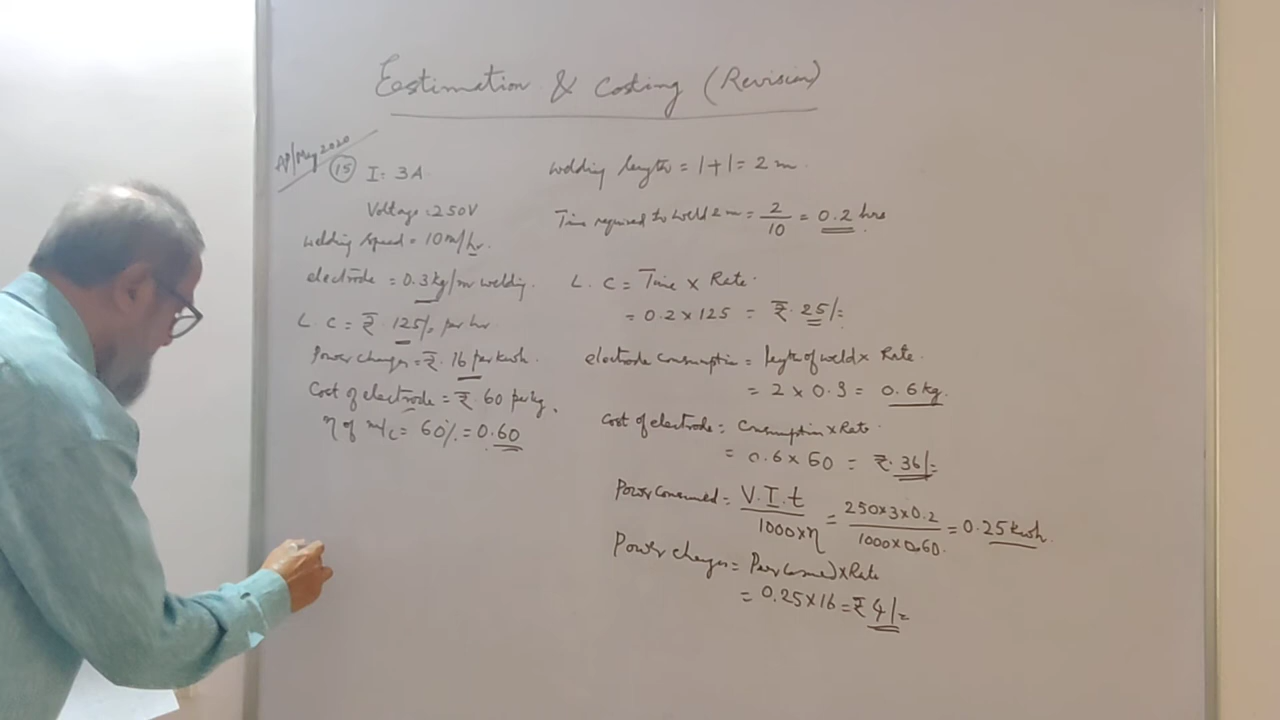 Eestimation & Costing (Revision)
Ap/May 2020
(15) I = 3A
Voltage = 250V
Welding speed = 10m/hr.
electrode = 0.3kg/m welding.
L. C = ₹. 125/- per hr
Power charges = ₹. 16 per kwh.
Cost of electrode = ₹ 60 per kg.
η of m/c = 60% = 0.60
Welding length = 1+1 = 2 m.
Time required to weld 2 m = 2/10 = 0.2 hrs.
L. C = Time × Rate.
= 0.2 × 125 = ₹. 25/=
electrode consumption = length of weld × Rate.
= 2 × 0.3 = 0.6 kg.
Cost of electrode = Consumption × Rate.
= 0.6 × 60 = ₹. 36/=
Power consumed = V.I.t / 1000×η = 250×3×0.2 / 1000×0.60. = 0.25 kwh.
Power charges = × Rate
= 0.25×16 = ₹ 4/=